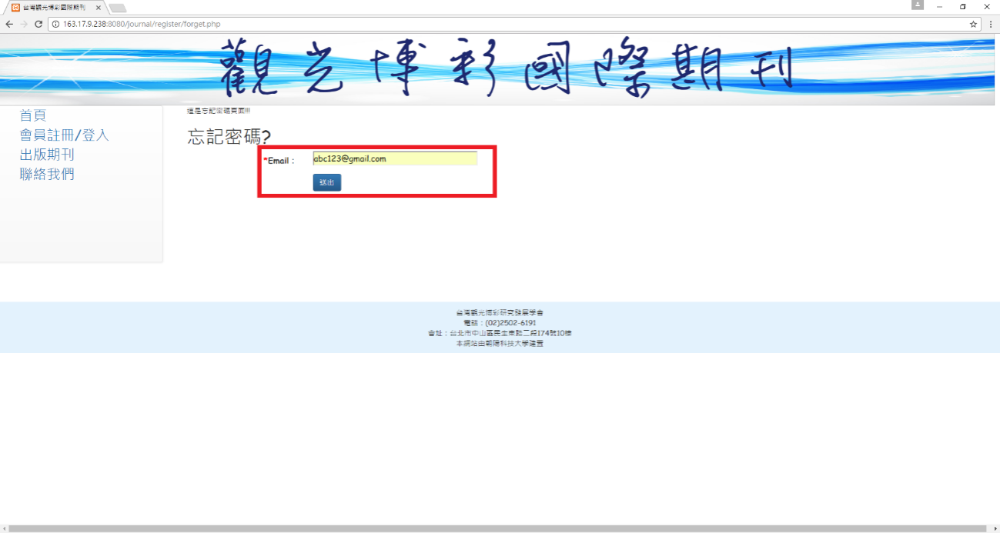 台灣觀光博彩國際期刊
163.17.9.238:8080/journal/register/forget.php
觀光博彩國際期刊
首頁
會員註冊/登入
出版期刊
聯絡我們
這是忘記密碼頁面!!!
忘記密碼?
*Email :
abc123@gmail.com
送出
台灣觀光博彩研究發展學會
電話：(02)2502-6191
會址：台北市中山區民生東路二段174號10樓
本網站由朝陽科技大學建置